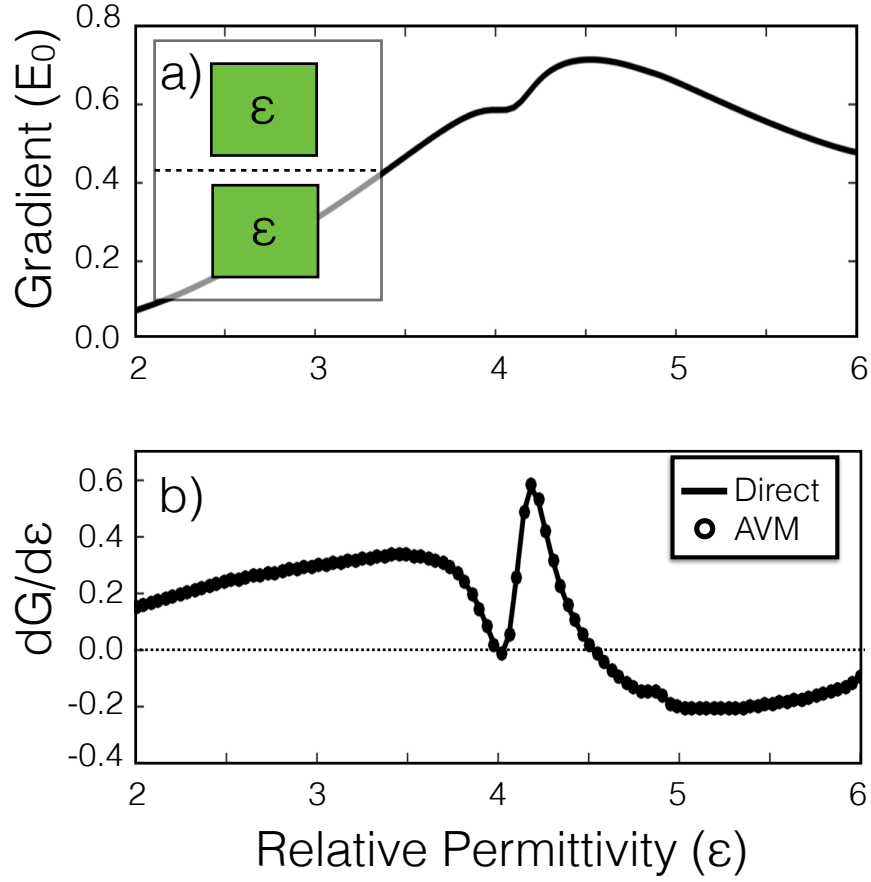 0.8
0.6
0.4
0.2
0.0
Gradient (E0)
a)
ε
ε
2 3 4 5 6
0.6
0.4
0.2
0.0
-0.2
-0.4
dG/dε
b)
Direct
AVM
2 3 4 5 6
Relative Permittivity (ε)